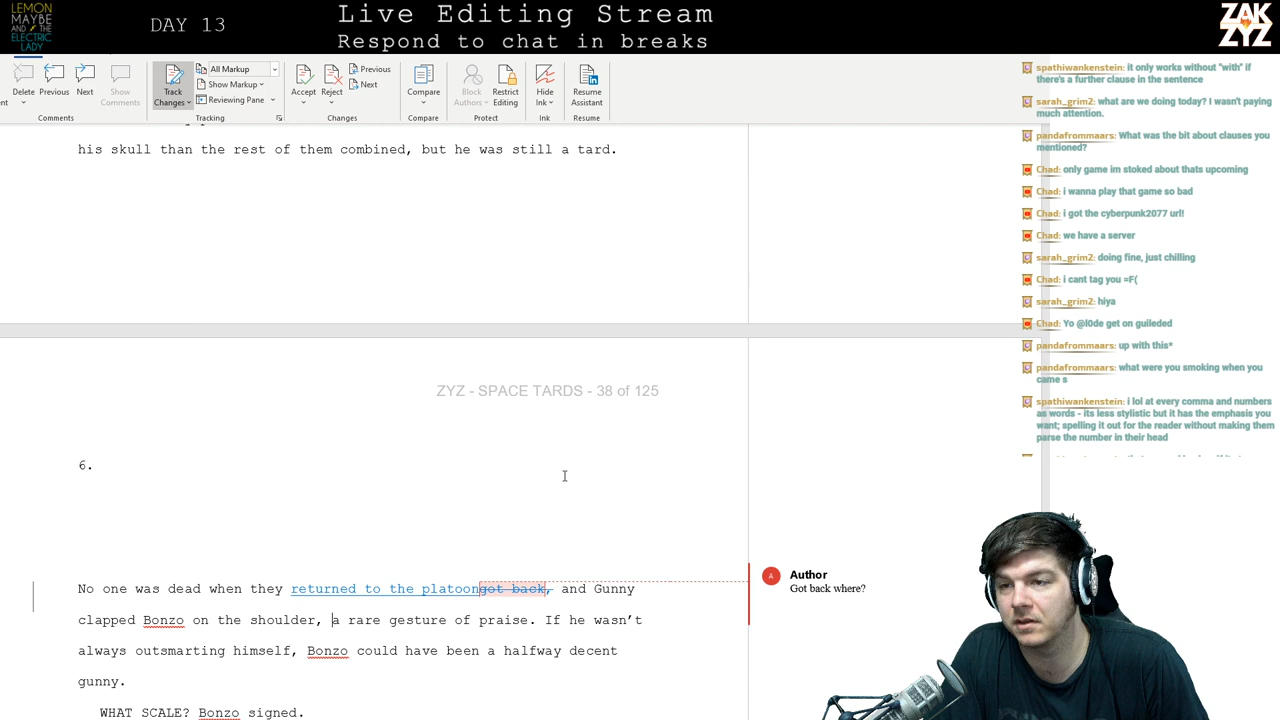 LEMON
MAYBE
AND THE
ELECTRIC
LADY
DAY 13
Live Editing Stream
Respond to chat in breaks
ZAK
ZYZ
Delete
Previous
Next
Show
Comments
Comments
Track
Changes
All Markup
Show Markup
Reviewing Pane
Tracking
Accept
Reject
Previous
Next
Changes
Compare
Compare
Block
Authors
Restrict
Editing
Protect
Hide
Ink
Ink
Resume
Assistant
Resume
his skull than the rest of them combined, but he was still a tard.
ZYZ - SPACE TARDS - 38 of 125
6.
No one was dead when they returned to the platoongot back, and Gunny
clapped Bonzo on the shoulder, a rare gesture of praise. If he wasn’t
always outsmarting himself, Bonzo could have been a halfway decent
gunny.
WHAT SCALE? Bonzo signed.
A
Author
Got back where?
spathiwankenstein: it only works without "with" if
there's a further clause in the sentence
sarah_grim2: what are we doing today? I wasn't paying
much attention.
pandafrommaars: What was the bit about clauses you
mentioned?
Chad: only game im stoked about thats upcoming
Chad: i wanna play that game so bad
Chad: i got the cyberpunk2077 url!
Chad: we have a server
sarah_grim2: doing fine, just chilling
Chad: i cant tag you =F(
sarah_grim2: hiya
Chad: Yo @l0de get on guileded
pandafrommaars: up with this*
pandafrommaars: what were you smoking when you
came s
spathiwankenstein: i lol at every comma and numbers
as words - its less stylistic but it has the emphasis you
want; spelling it out for the reader without making them
parse the number in their head